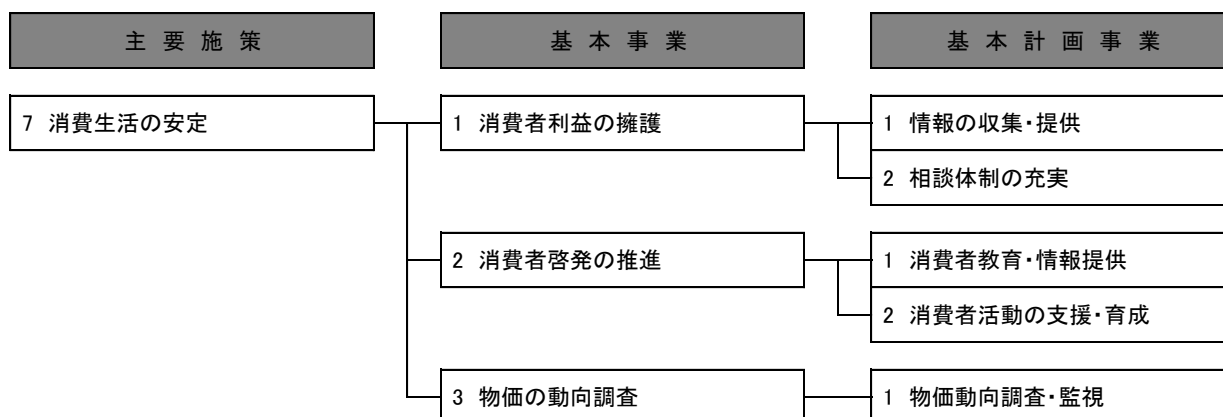 主要施策
基本事業
基本計画事業
7 消費生活の安定
1 消費者利益の擁護
1 情報の収集・提供
2 相談体制の充実
2 消費者啓発の推進
1 消費者教育・情報提供
2 消費者活動の支援・育成
3 物価の動向調査
1 物価動向調査・監視